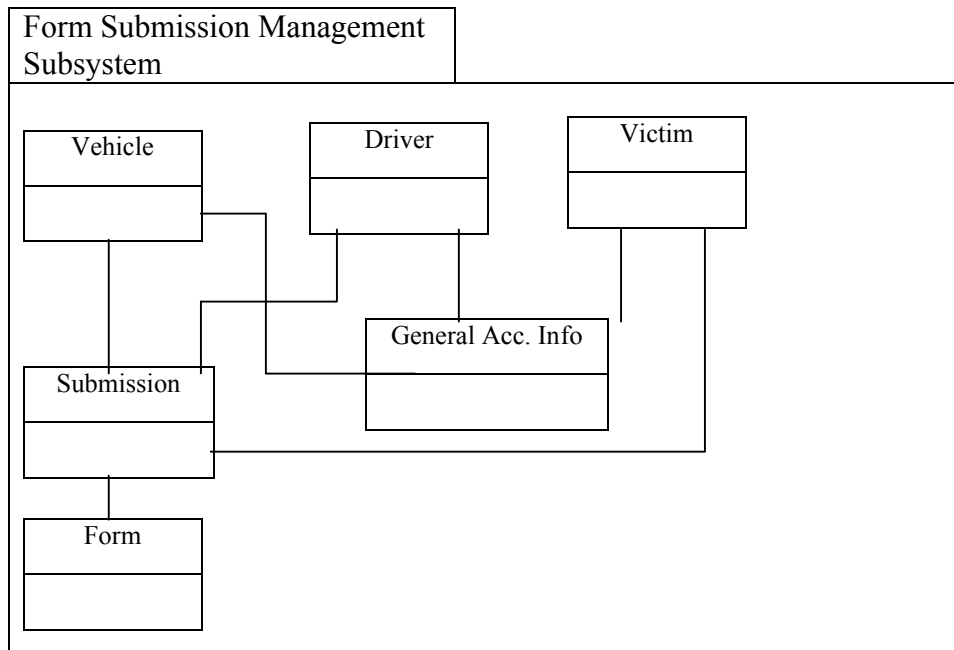 Form Submission Management
Subsystem
Vehicle
Driver
Victim
General Acc. Info
Submission
Form